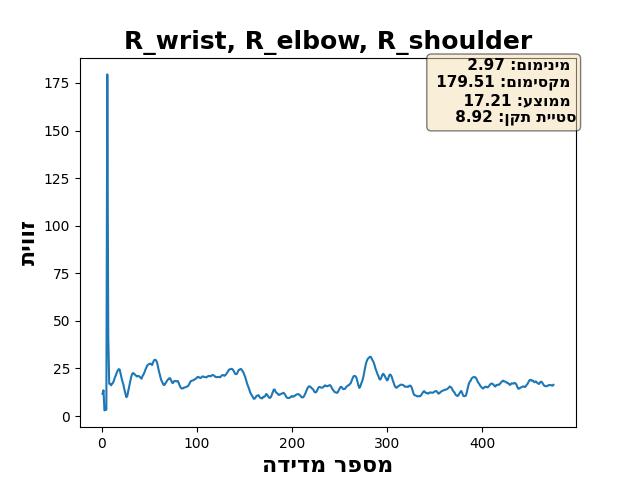 R_wrist, R_elbow, R_shoulder
מינימום: 2.97
מקסימום: 179.51
ממוצע: 17.21
סטיית תקן: 8.92
175
150
125
100
75
50
25
0
זווית
0 100 200 300 400
מספר מדידה